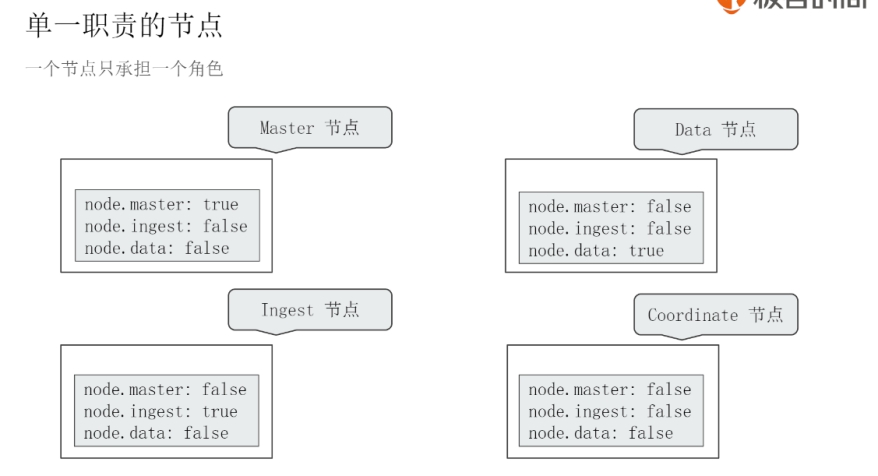 单一职责的节点
一个节点只承担一个角色
Master 节点
node.master: true
node.ingest: false
node.data: false
Data 节点
node.master: false
node.ingest: false
node.data: true
Ingest 节点
node.master: false
node.ingest: true
node.data: false
Coordinate 节点
node.master: false
node.ingest: false
node.data: false